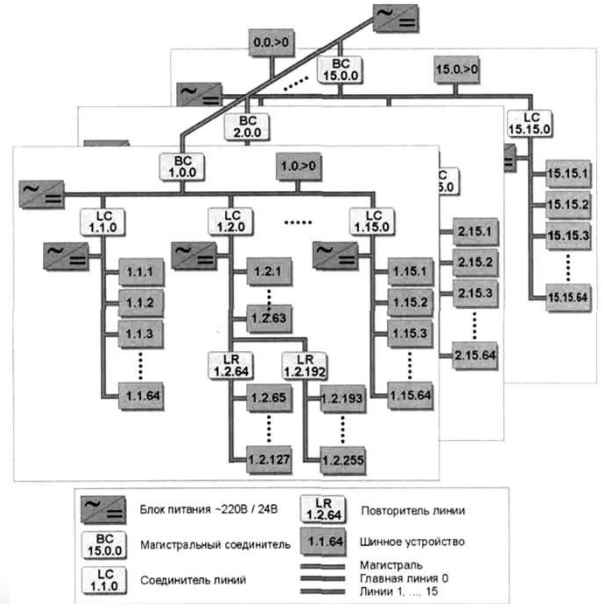 0.0.>0
BC
15.0.0
15.0.>0
BC
2.0.0
LC
15.15.0
BC
1.0.0
1.0.>0
5.0
15.15.1
15.15.2
15.15.3
15.15.64
LC
1.1.0
LC
1.2.0
LC
1.15.0
2.15.1
2.15.2
2.15.3
2.15.64
1.1.1
1.1.2
1.1.3
1.1.64
1.2.1
1.2.63
1.15.1
1.15.2
1.15.3
1.15.64
LR
1.2.64
LR
1.2.192
1.2.65
1.2.127
1.2.193
1.2.255
Блок питания ~220В / 24В
BC
15.0.0
Магистральный соединитель
LC
1.1.0
Соединитель линий
LR
1.2.64
Повторитель линии
1.1.64
Шинное устройство
Магистраль
Главная линия 0
Линии 1, ..., 15